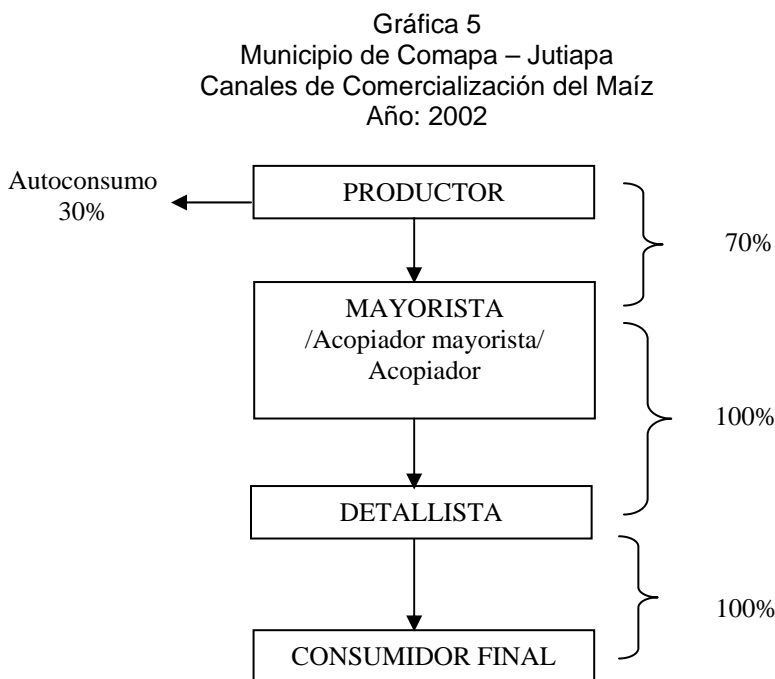 Gráfica 5
Municipio de Comapa – Jutiapa
Canales de Comercialización del Maíz
Año: 2002
Autoconsumo
30%
PRODUCTOR
70%
MAYORISTA
/Acopiador mayorista/
Acopiador
100%
DETALLISTA
100%
CONSUMIDOR FINAL